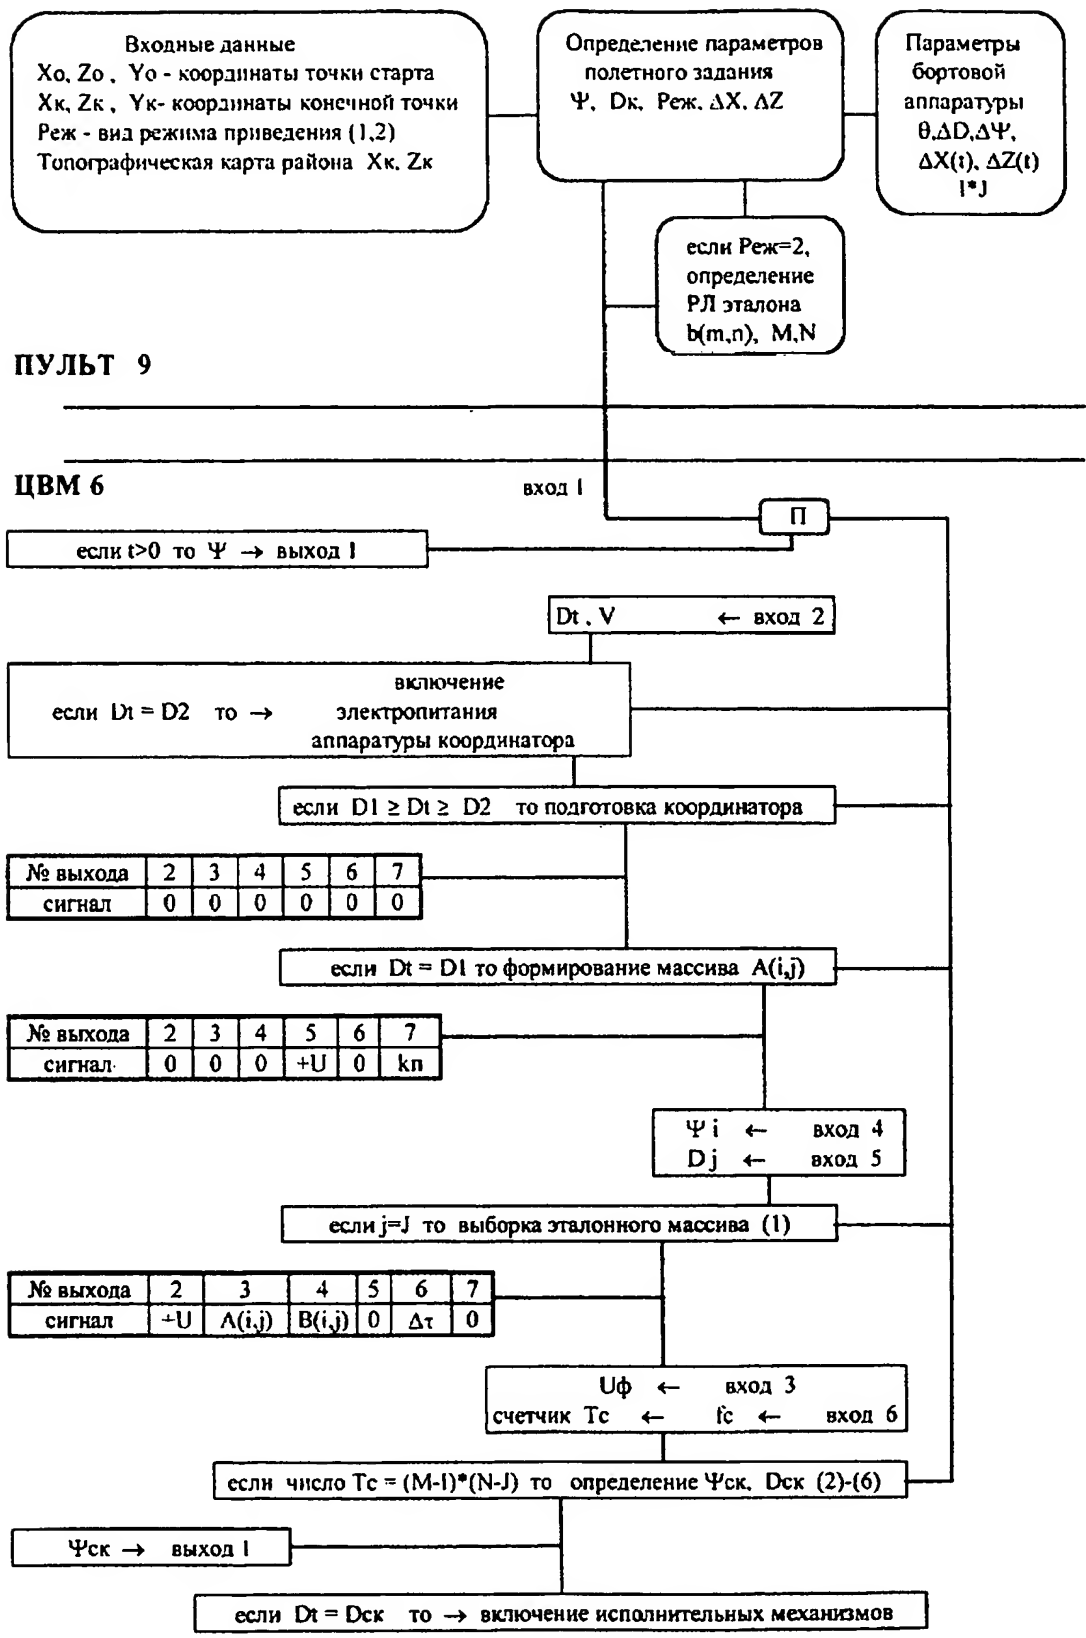 Входные данные
Xo, Zo , Yo - координаты точки старта
Xк, Zк , Yк- координаты конечной точки
Реж - вид режима приведения (1,2)
Топографическая карта района Xк, Zк
Определение параметров
полетного задания
Ψ, Dк, Реж, ΔX, ΔZ
Параметры
бортовой
аппаратуры
θ,ΔD,ΔΨ,
ΔX(t), ΔZ(t)
I*J
если Реж=2,
определение
РЛ эталона
b(m,n), M,N
ПУЛЬТ 9
ЦВМ 6
вход 1
П
если t>0 то Ψ → выход 1
Dt , V ← вход 2
включение
если Dt = D2 то → электропитания
аппаратуры координатора
если D1 ≥ Dt ≥ D2 то подготовка координатора
№ выхода 2 3 4 5 6 7
сигнал 0 0 0 0 0 0
если Dt = D1 то формирование массива A(i,j)
№ выхода 2 3 4 5 6 7
сигнал 0 0 0 +U 0 kп
Ψ i ← вход 4
D j ← вход 5
если j=J то выборка эталонного массива (1)
№ выхода 2 3 4 5 6 7
сигнал +U A(i,j) B(i,j) 0 Δτ 0
Uф ← вход 3
счетчик Тс ← fc ← вход 6
если число Тс = (M-I)*(N-J) то определение Ψск, Dск (2)-(6)
Ψск → выход 1
если Dt = Dск то → включение исполнительных механизмов